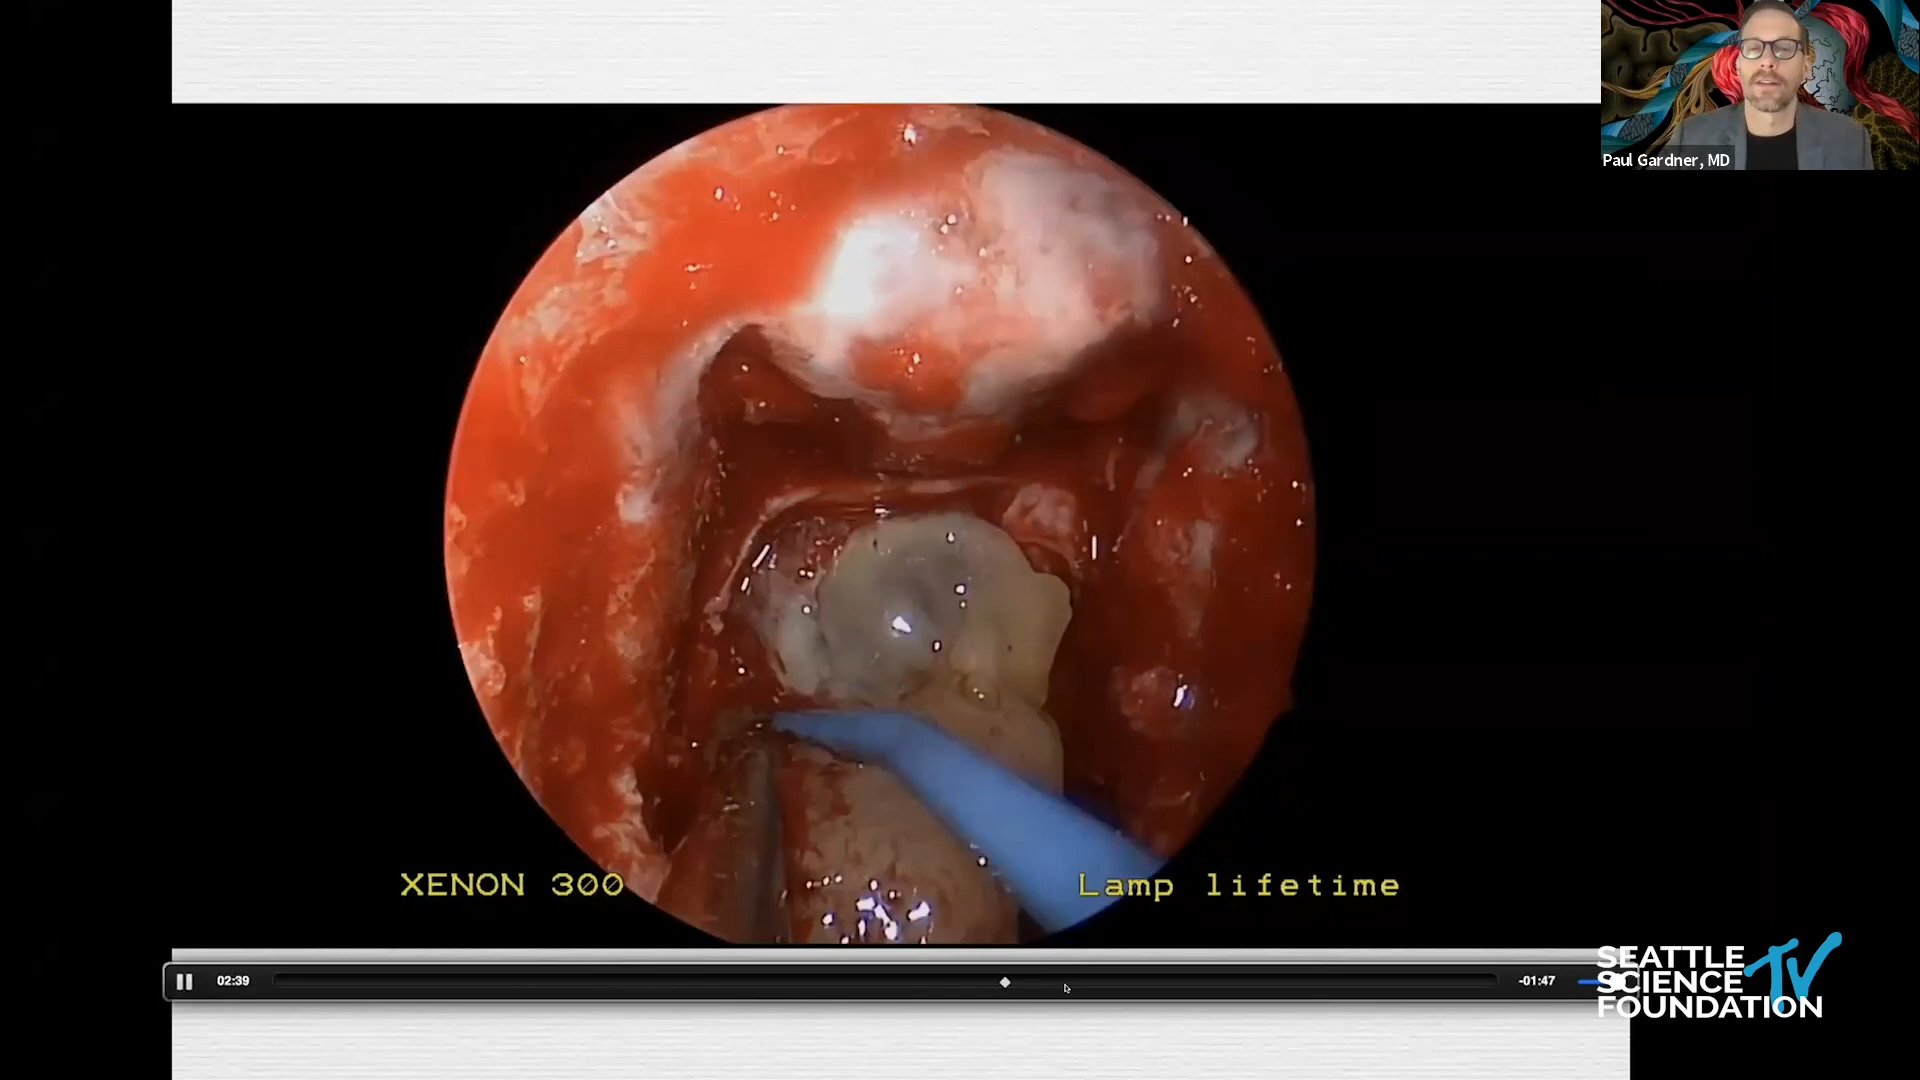 Paul Gardner, MD
XENON 300
Lamp lifetime
02:39
-01:47
SEATTLE
SCIENCE
FOUNDATION
TV